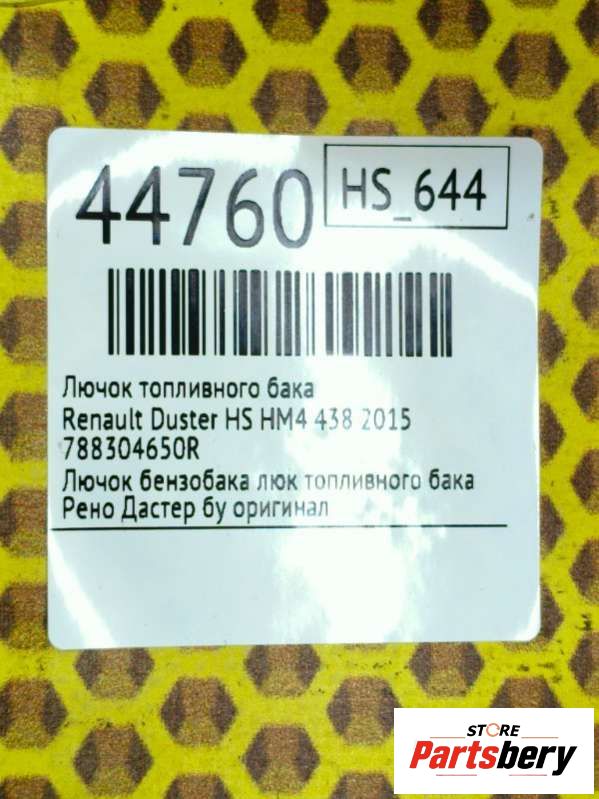 44760
HS_644
Лючок топливного бака
Renault Duster HS HM4 438 2015
788304650R
Лючок бензобака люк топливного бака
Рено Дастер бу оригинал
STORE
Partsbery